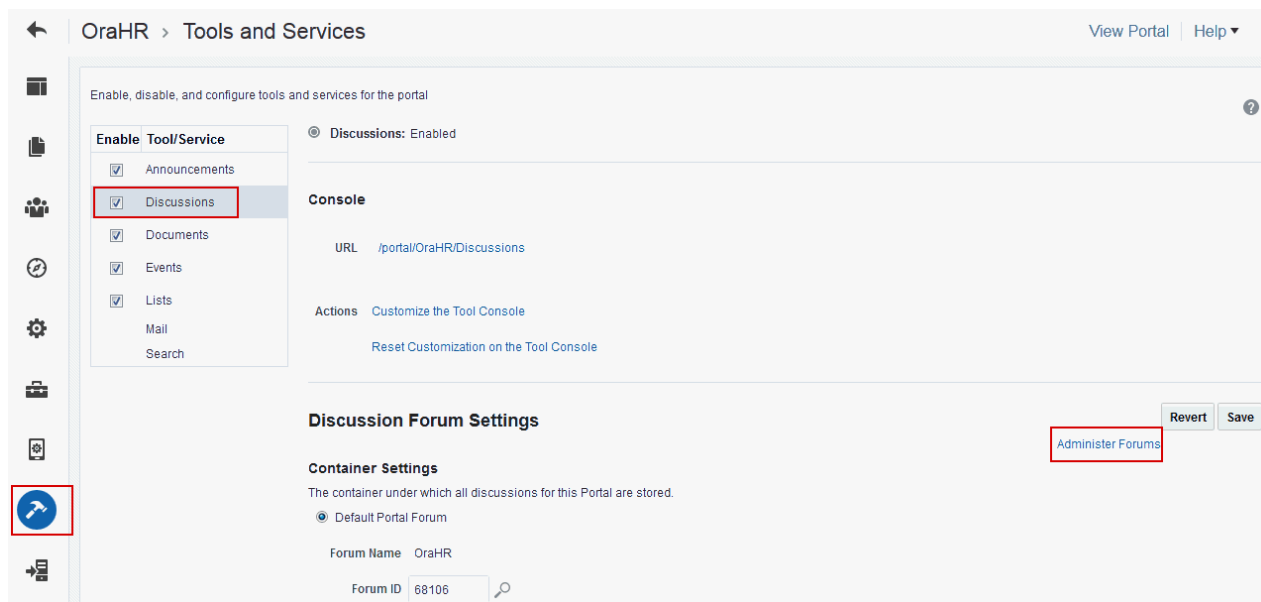 OraHR > Tools and Services
View Portal
Help
Enable, disable, and configure tools and services for the portal
Enable Tool/Service
Announcements
Discussions
Documents
Events
Lists
Mail
Search
Discussions: Enabled
Console
URL /portal/OraHR/Discussions
Actions Customize the Tool Console
Reset Customization on the Tool Console
Discussion Forum Settings
Revert
Save
Administer Forums
Container Settings
The container under which all discussions for this Portal are stored.
Default Portal Forum
Forum Name OraHR
Forum ID 68106